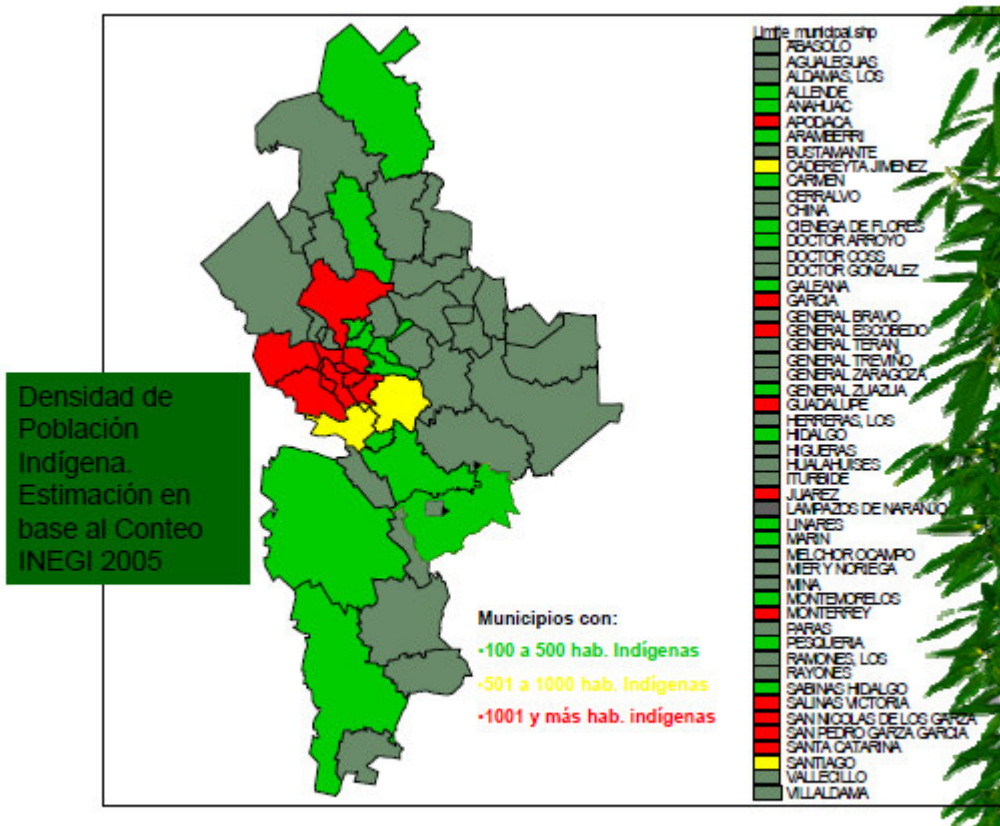 Densidad de
Población
Indígena.
Estimación en
base al Conteo
INEGI 2005
Municipios con:
•100 a 500 hab. Indígenas
•501 a 1000 hab. Indígenas
•1001 y más hab. indígenas
Limite municipal.shp
ABASOLO
AGUALEGUAS
ALDAMAS, LOS
ALLENDE
ANAHUAC
APODACA
ARAMBERRI
BUSTAMANTE
CADEREYTA JIMENEZ
CARMEN
CERRALVO
CHINA
CIENEGA DE FLORES
DOCTOR ARROYO
DOCTOR COSS
DOCTOR GONZALEZ
GALEANA
GARCIA
GENERAL BRAVO
GENERAL ESCOBEDO
GENERAL TERAN
GENERAL TREVIÑO
GENERAL ZARAGOZA
GENERAL ZUAZUA
GUADALUPE
HERRERAS, LOS
HIDALGO
HIGUERAS
HUALAHUISES
ITURBIDE
JUAREZ
LAMPAZOS DE NARANJO
LINARES
MARIN
MELCHOR OCAMPO
MIER Y NORIEGA
MINA
MONTEMORELOS
MONTERREY
PARAS
PESQUERIA
RAMONES, LOS
RAYONES
SABINAS HIDALGO
SALINAS VICTORIA
SAN NICOLAS DE LOS GARZA
SAN PEDRO GARZA GARCIA
SANTA CATARINA
SANTIAGO
VALLECILLO
VILLALDAMA